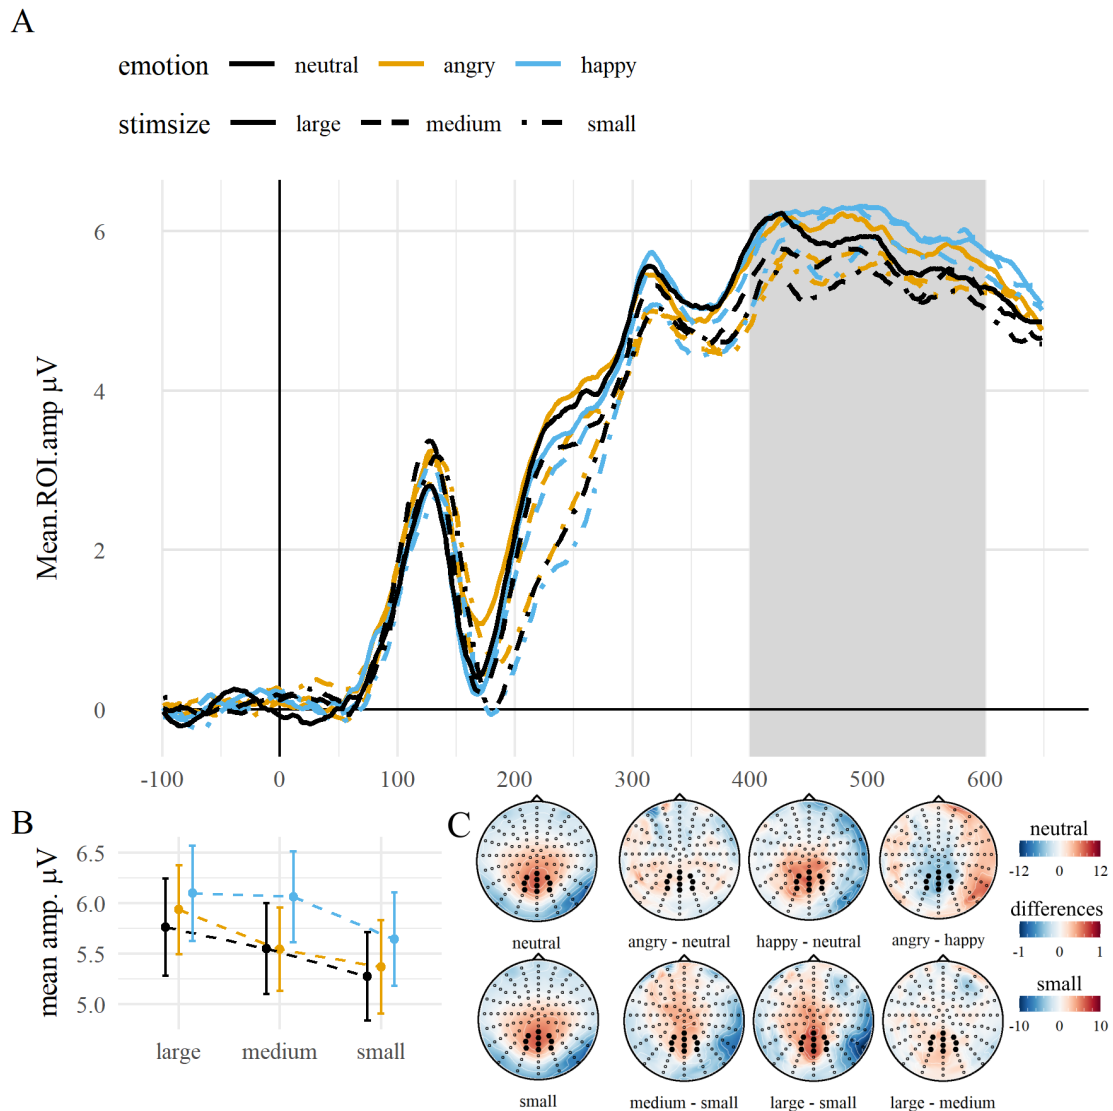 A
emotion neutral angry happy
stimsize large medium small
Mean.ROI.amp µV
6
4
2
0
-100 0 100 200 300 400 500 600
B
mean amp. µV
6.5
6.0
5.5
5.0
large medium small
C
neutral angry - neutral happy - neutral angry - happy
small medium - small large - small large - medium
neutral
-12 0 12
differences
-1 0 1
small
-10 0 10